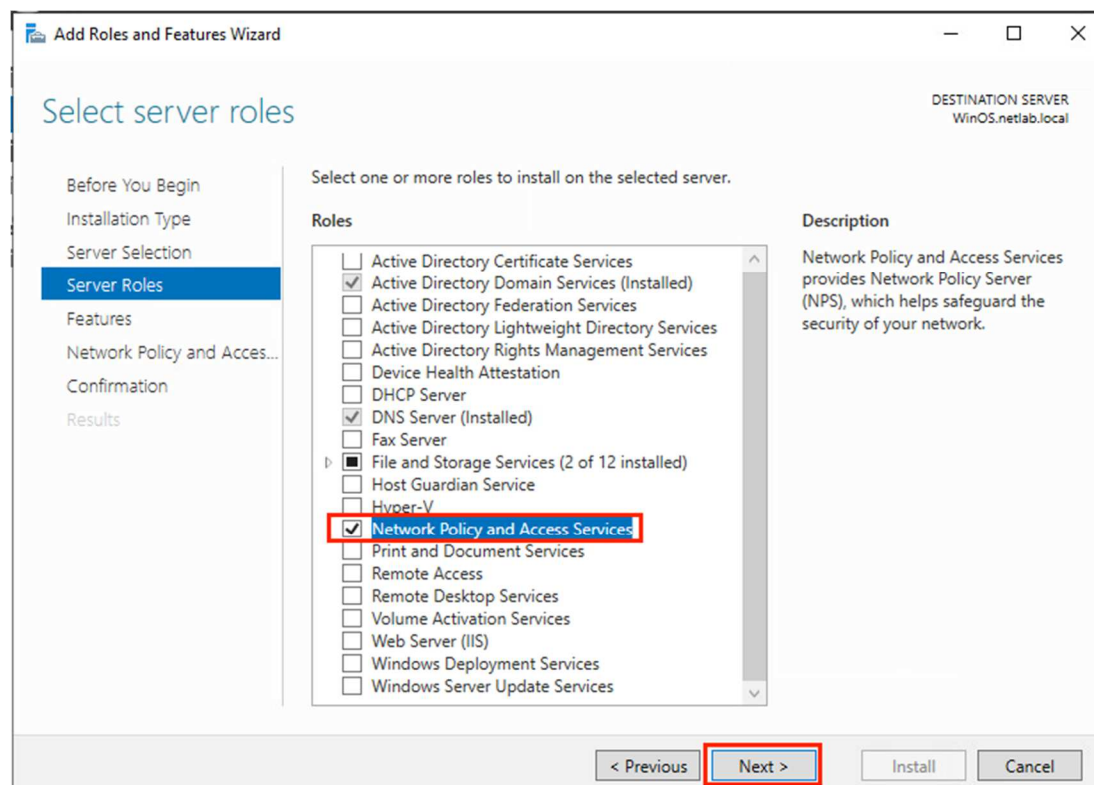 Add Roles and Features Wizard
Select server roles
DESTINATION SERVER
WinOS.netlab.local
Before You Begin
Installation Type
Server Selection
Server Roles
Features
Network Policy and Acces...
Confirmation
Results
Select one or more roles to install on the selected server.
Roles
Active Directory Certificate Services
Active Directory Domain Services (Installed)
Active Directory Federation Services
Active Directory Lightweight Directory Services
Active Directory Rights Management Services
Device Health Attestation
DHCP Server
DNS Server (Installed)
Fax Server
File and Storage Services (2 of 12 installed)
Host Guardian Service
Hyper-V
Network Policy and Access Services
Print and Document Services
Remote Access
Remote Desktop Services
Volume Activation Services
Web Server (IIS)
Windows Deployment Services
Windows Server Update Services
Description
Network Policy and Access Services
provides Network Policy Server
(NPS), which helps safeguard the
security of your network.
< Previous
Next >
Install
Cancel